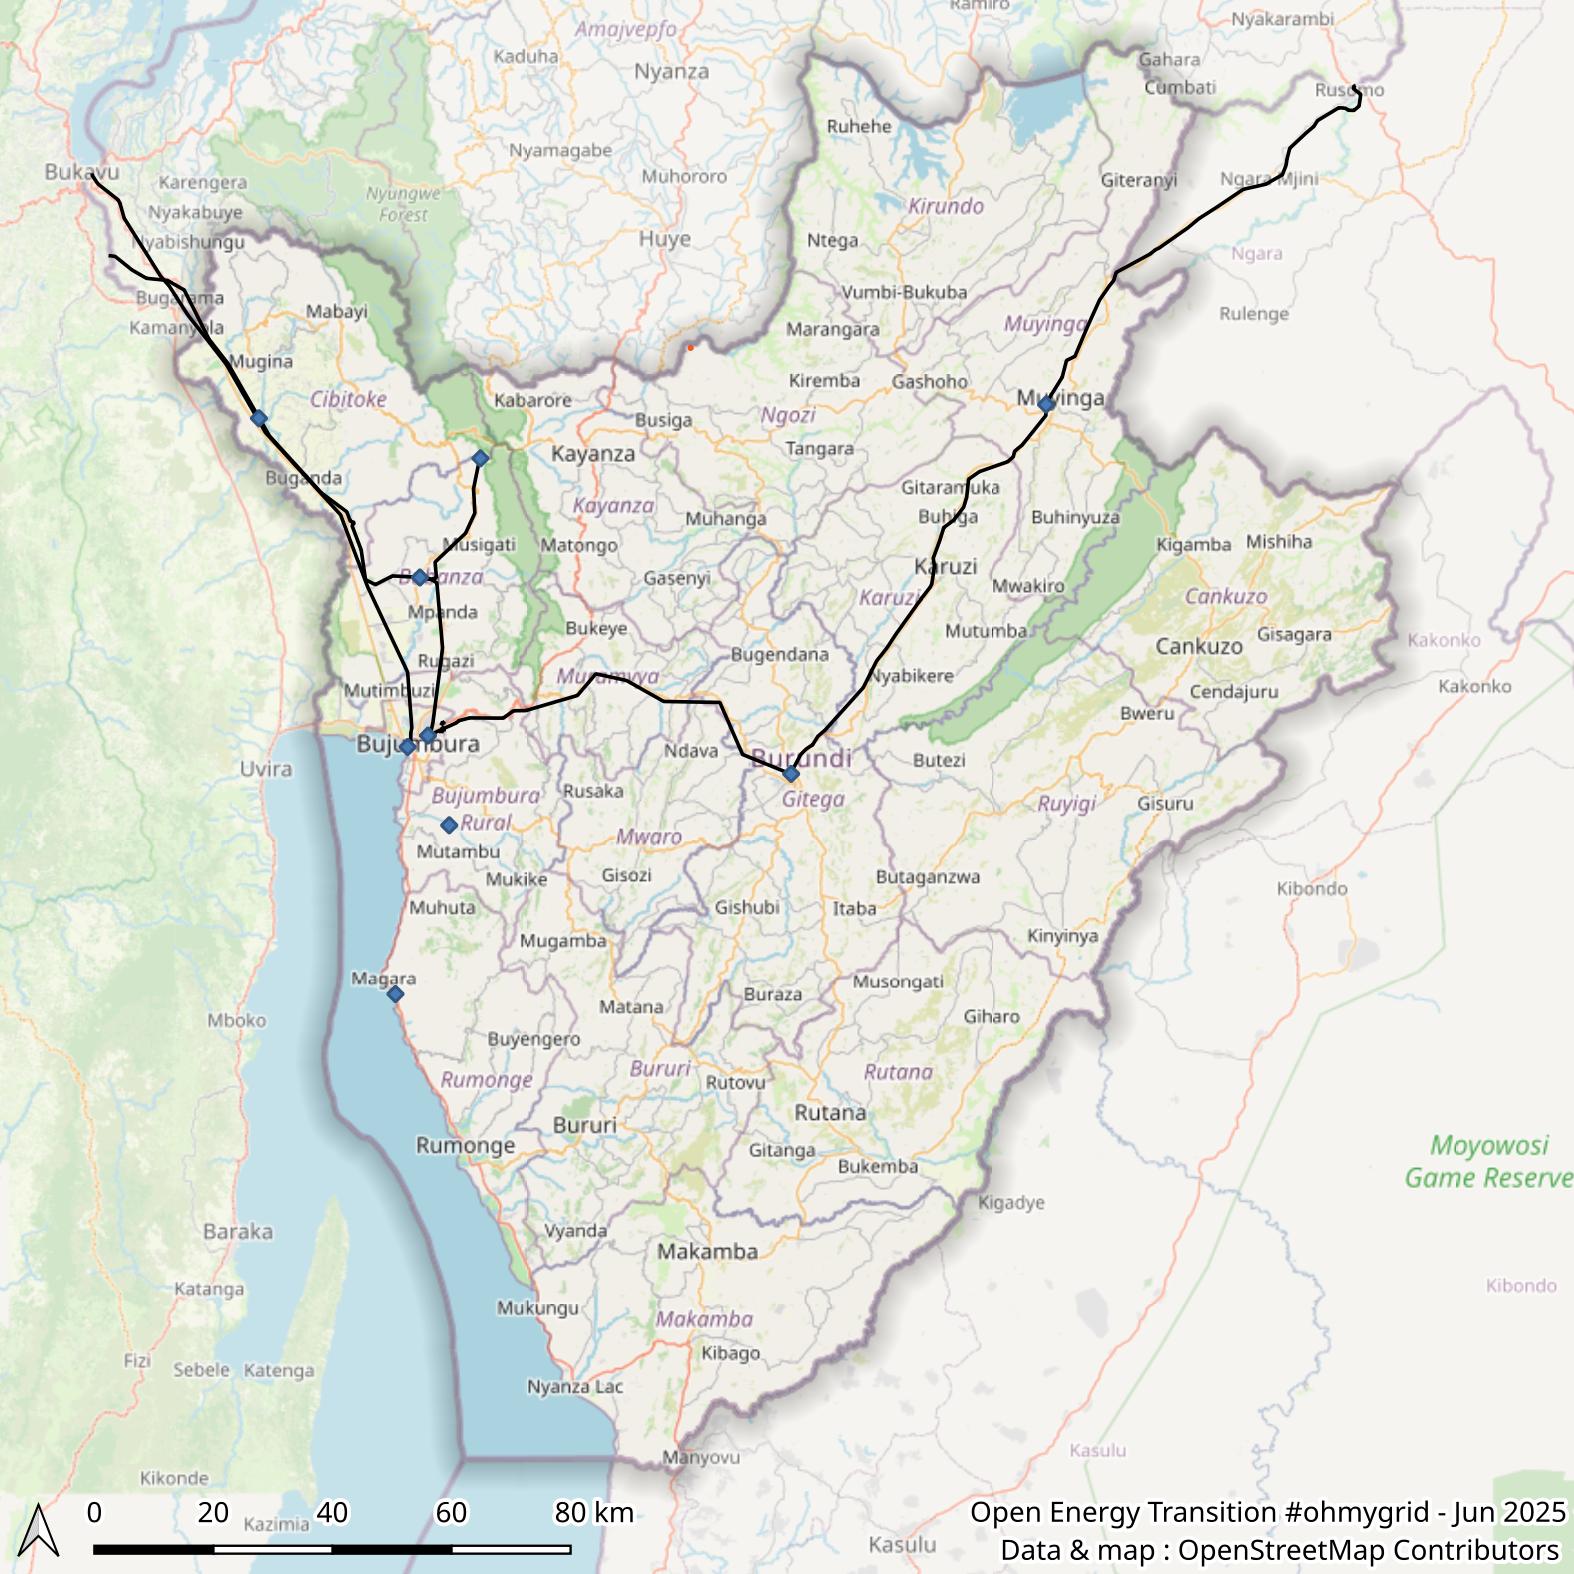 Ramiro
Nyakarambi
Amajyepfo
Kaduha
Nyanza
Gahara
Cumbati
Rusomo
Ruhehe
Nyamagabe
Bukavu
Karengera
Muhororo
Giteranyi
Ngara Mjini
Nyungwe
Forest
Nyakabuye
Kirundo
Nyabishungu
Huye
Ntega
Ngara
Bugarama
Vumbi-Bukuba
Mabayi
Rulenge
Kamanyola
Marangara
Muyinga
Mugina
Kiremba
Gashoho
Cibitoke
Kabarore
Muyinga
Busiga
Ngozi
Kayanza
Tangara
Buganda
Gitaramuka
Kayanza
Muhanga
Buhiga
Buhinyuza
Musigati
Matongo
Kigamba
Mishiha
Karuzi
Bubanza
Gasenyi
Mwakiro
Karuzi
Cankuzo
Mpanda
Bukeye
Mutumba
Gisagara
Kakonko
Cankuzo
Rugazi
Bugendana
Muramvya
Nyabikere
Mutimbuzi
Cendajuru
Kakonko
Bweru
Bujumbura
Ndava
Burundi
Butezi
Uvira
Bujumbura
Rural
Rusaka
Gitega
Ruyigi
Gisuru
Mwaro
Mutambu
Mukike
Gisozi
Butaganzwa
Kibondo
Muhuta
Gishubi
Itaba
Mugamba
Kinyinya
Magara
Musongati
Matana
Buraza
Mboko
Giharo
Buyengero
Rumonge
Bururi
Rutovu
Rutana
Rutana
Bururi
Rumonge
Gitanga
Bukemba
Moyowosi
Game Reserve
Kigadye
Baraka
Vyanda
Makamba
Katanga
Kibondo
Mukungu
Makamba
Fizi
Sebele
Katenga
Kibago
Nyanza Lac
Manyovu
Kasulu
Kikonde
Kazimia
Kasulu
0 20 40 60 80 km
Open Energy Transition #ohmygrid - Jun 2025
Data & map : OpenStreetMap Contributors